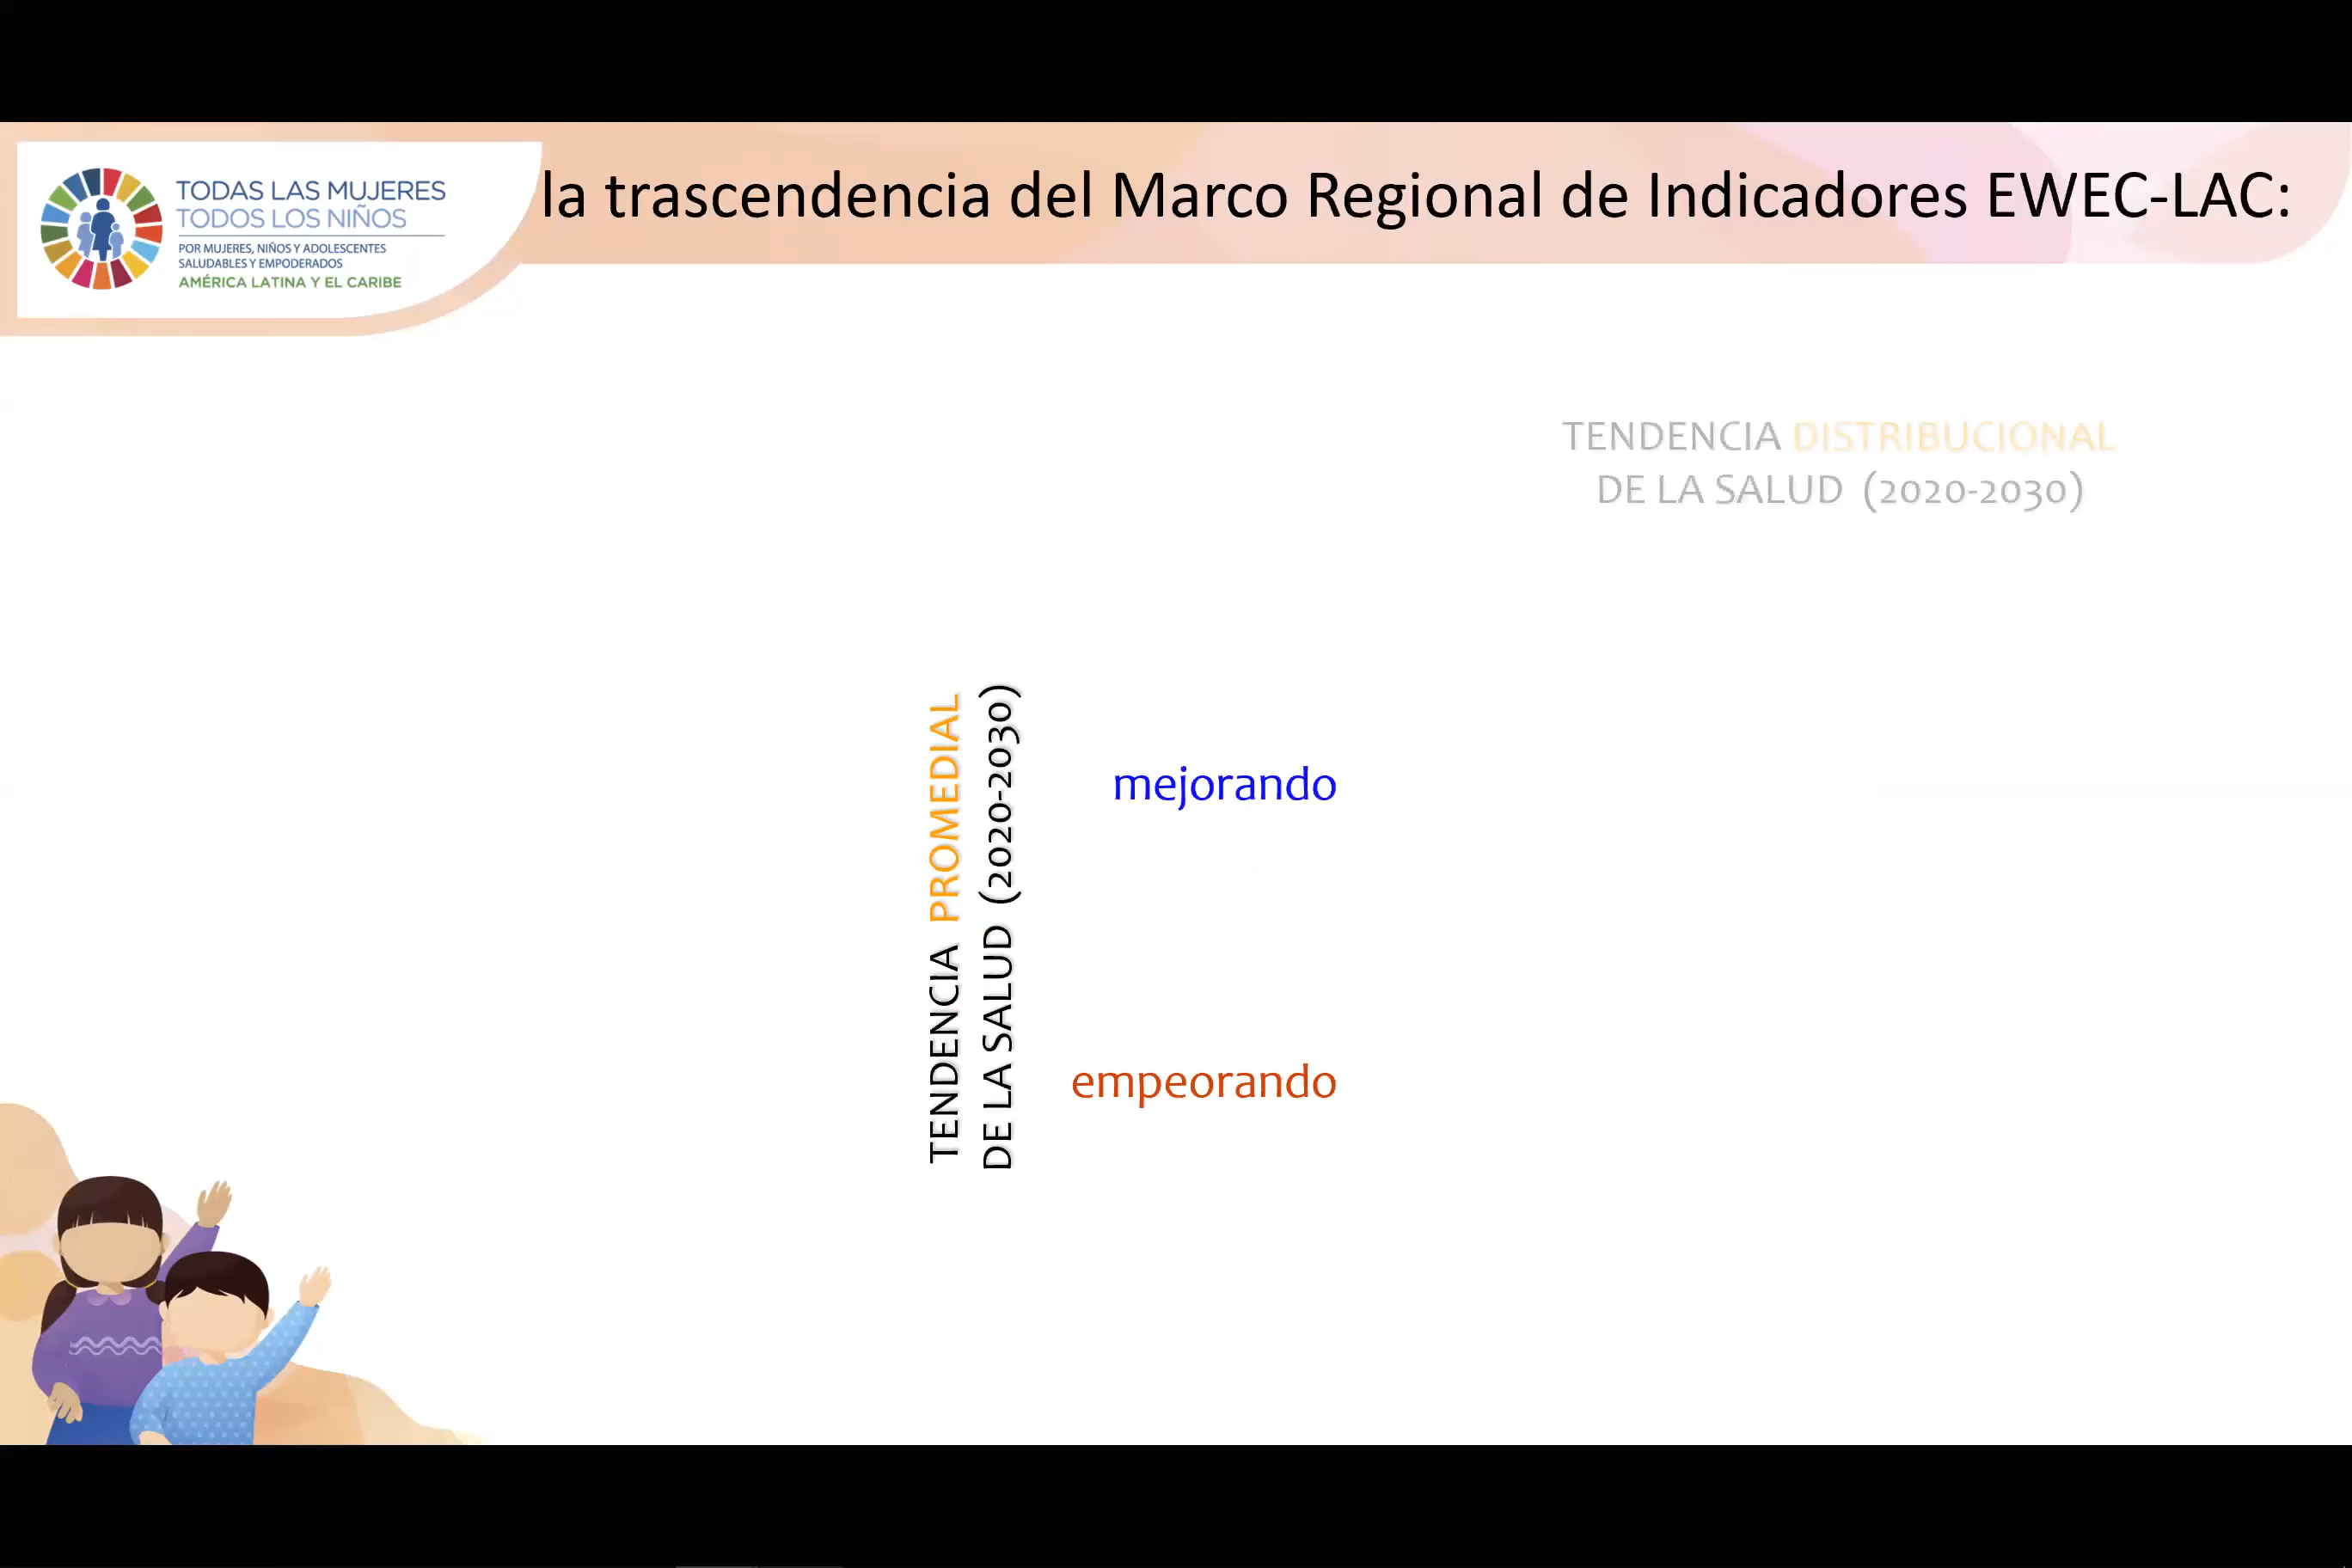 TODAS LAS MUJERES
TODOS LOS NIÑOS
POR MUJERES, NIÑOS Y ADOLESCENTES
SALUDABLES Y EMPODERADOS
AMÉRICA LATINA Y EL CARIBE
la trascendencia del Marco Regional de Indicadores EWEC-LAC:
TENDENCIA DISTRIBUCIONAL
DE LA SALUD (2020-2030)
TENDENCIA PROMEDIAL
DE LA SALUD (2020-2030)
mejorando
empeorando